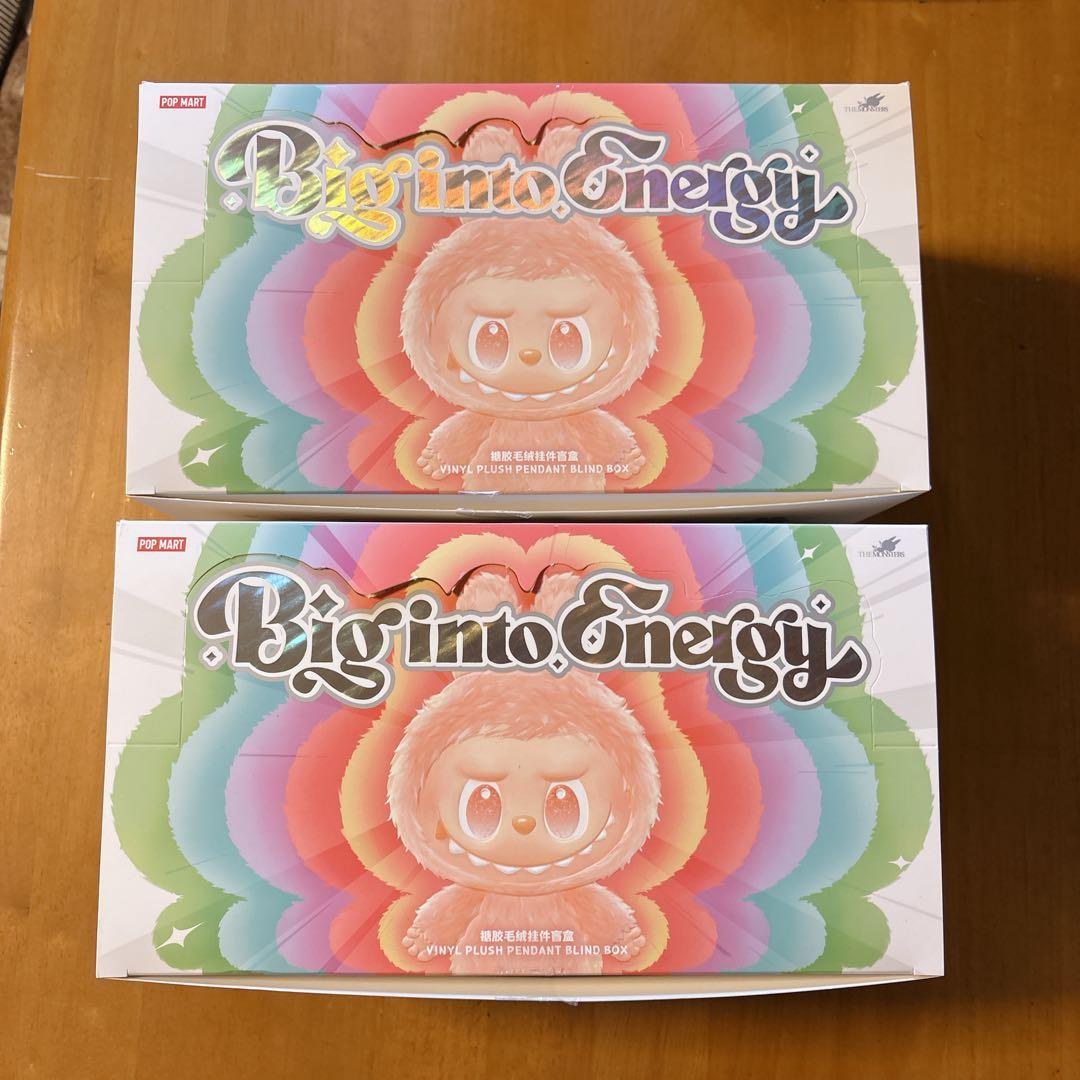 POP MART
THE MONSTERS
Big into Energy
搪胶毛绒挂件盲盒
VINYL PLUSH PENDANT BLIND BOX
POP MART
THE MONSTERS
Big into Energy
搪胶毛绒挂件盲盒
VINYL PLUSH PENDANT BLIND BOX